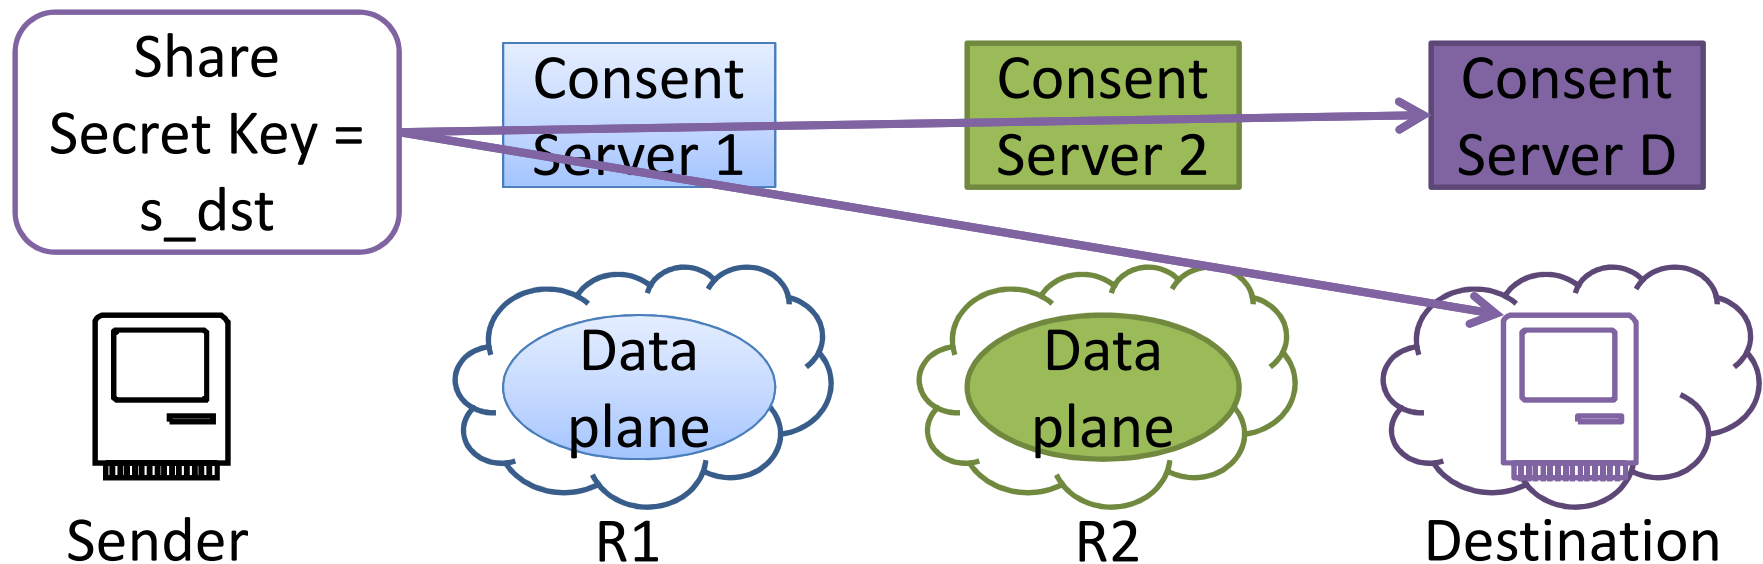 Share
Secret Key =
s_dst
Consent
Server 1
Consent
Server 2
Consent
Server D
Data
plane
Data
plane
Sender
R1
R2
Destination